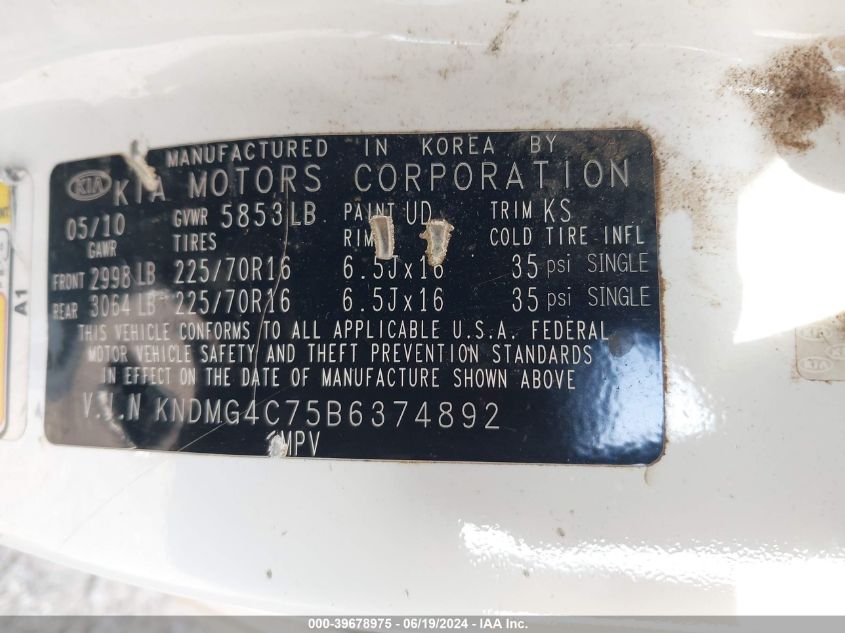 MANUFACTURED IN KOREA BY
KIA KIA MOTORS CORPORATION
05/10 GVWR 5853LB PAINT UD TRIM KS
GAWR TIRES RIM COLD TIRE INFL
FRONT 2998 LB 225/70R16 6.5Jx16 35 psi SINGLE
REAR 3064 LB 225/70R16 6.5Jx16 35 psi SINGLE
THIS VEHICLE CONFORMS TO ALL APPLICABLE U.S.A. FEDERAL
MOTOR VEHICLE SAFETY AND THEFT PREVENTION STANDARDS
IN EFFECT ON THE DATE OF MANUFACTURE SHOWN ABOVE
V.I.N KNDMG4C75B6374892
MPV
A1
KIA
000-39678975 - 06/19/2024 - IAA Inc.